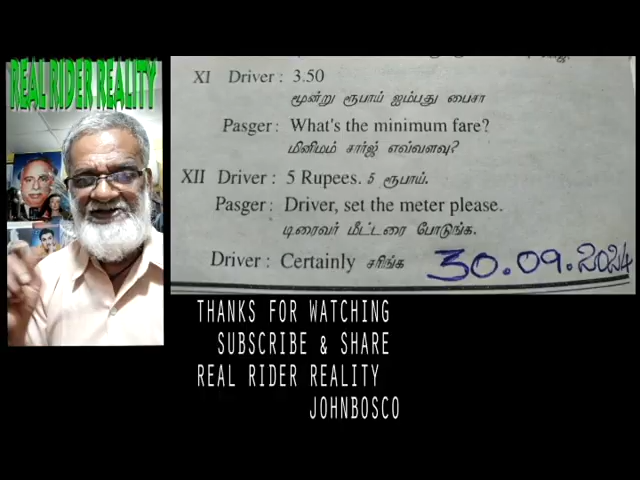 REAL RIDER REALITY
XI Driver : 3.50
மூன்று ரூபாய் ஐம்பது பைசா
Pasger : What's the minimum fare?
மினிமம் சார்ஜ் எவ்வளவு?
XII Driver : 5 Rupees. 5 ரூபாய்.
Pasger : Driver, set the meter please.
டிரைவர் மீட்டரை போடுங்க.
Driver : Certainly சரிங்க
30.09.2024
THANKS FOR WATCHING
SUBSCRIBE & SHARE
REAL RIDER REALITY
JOHNBOSCO